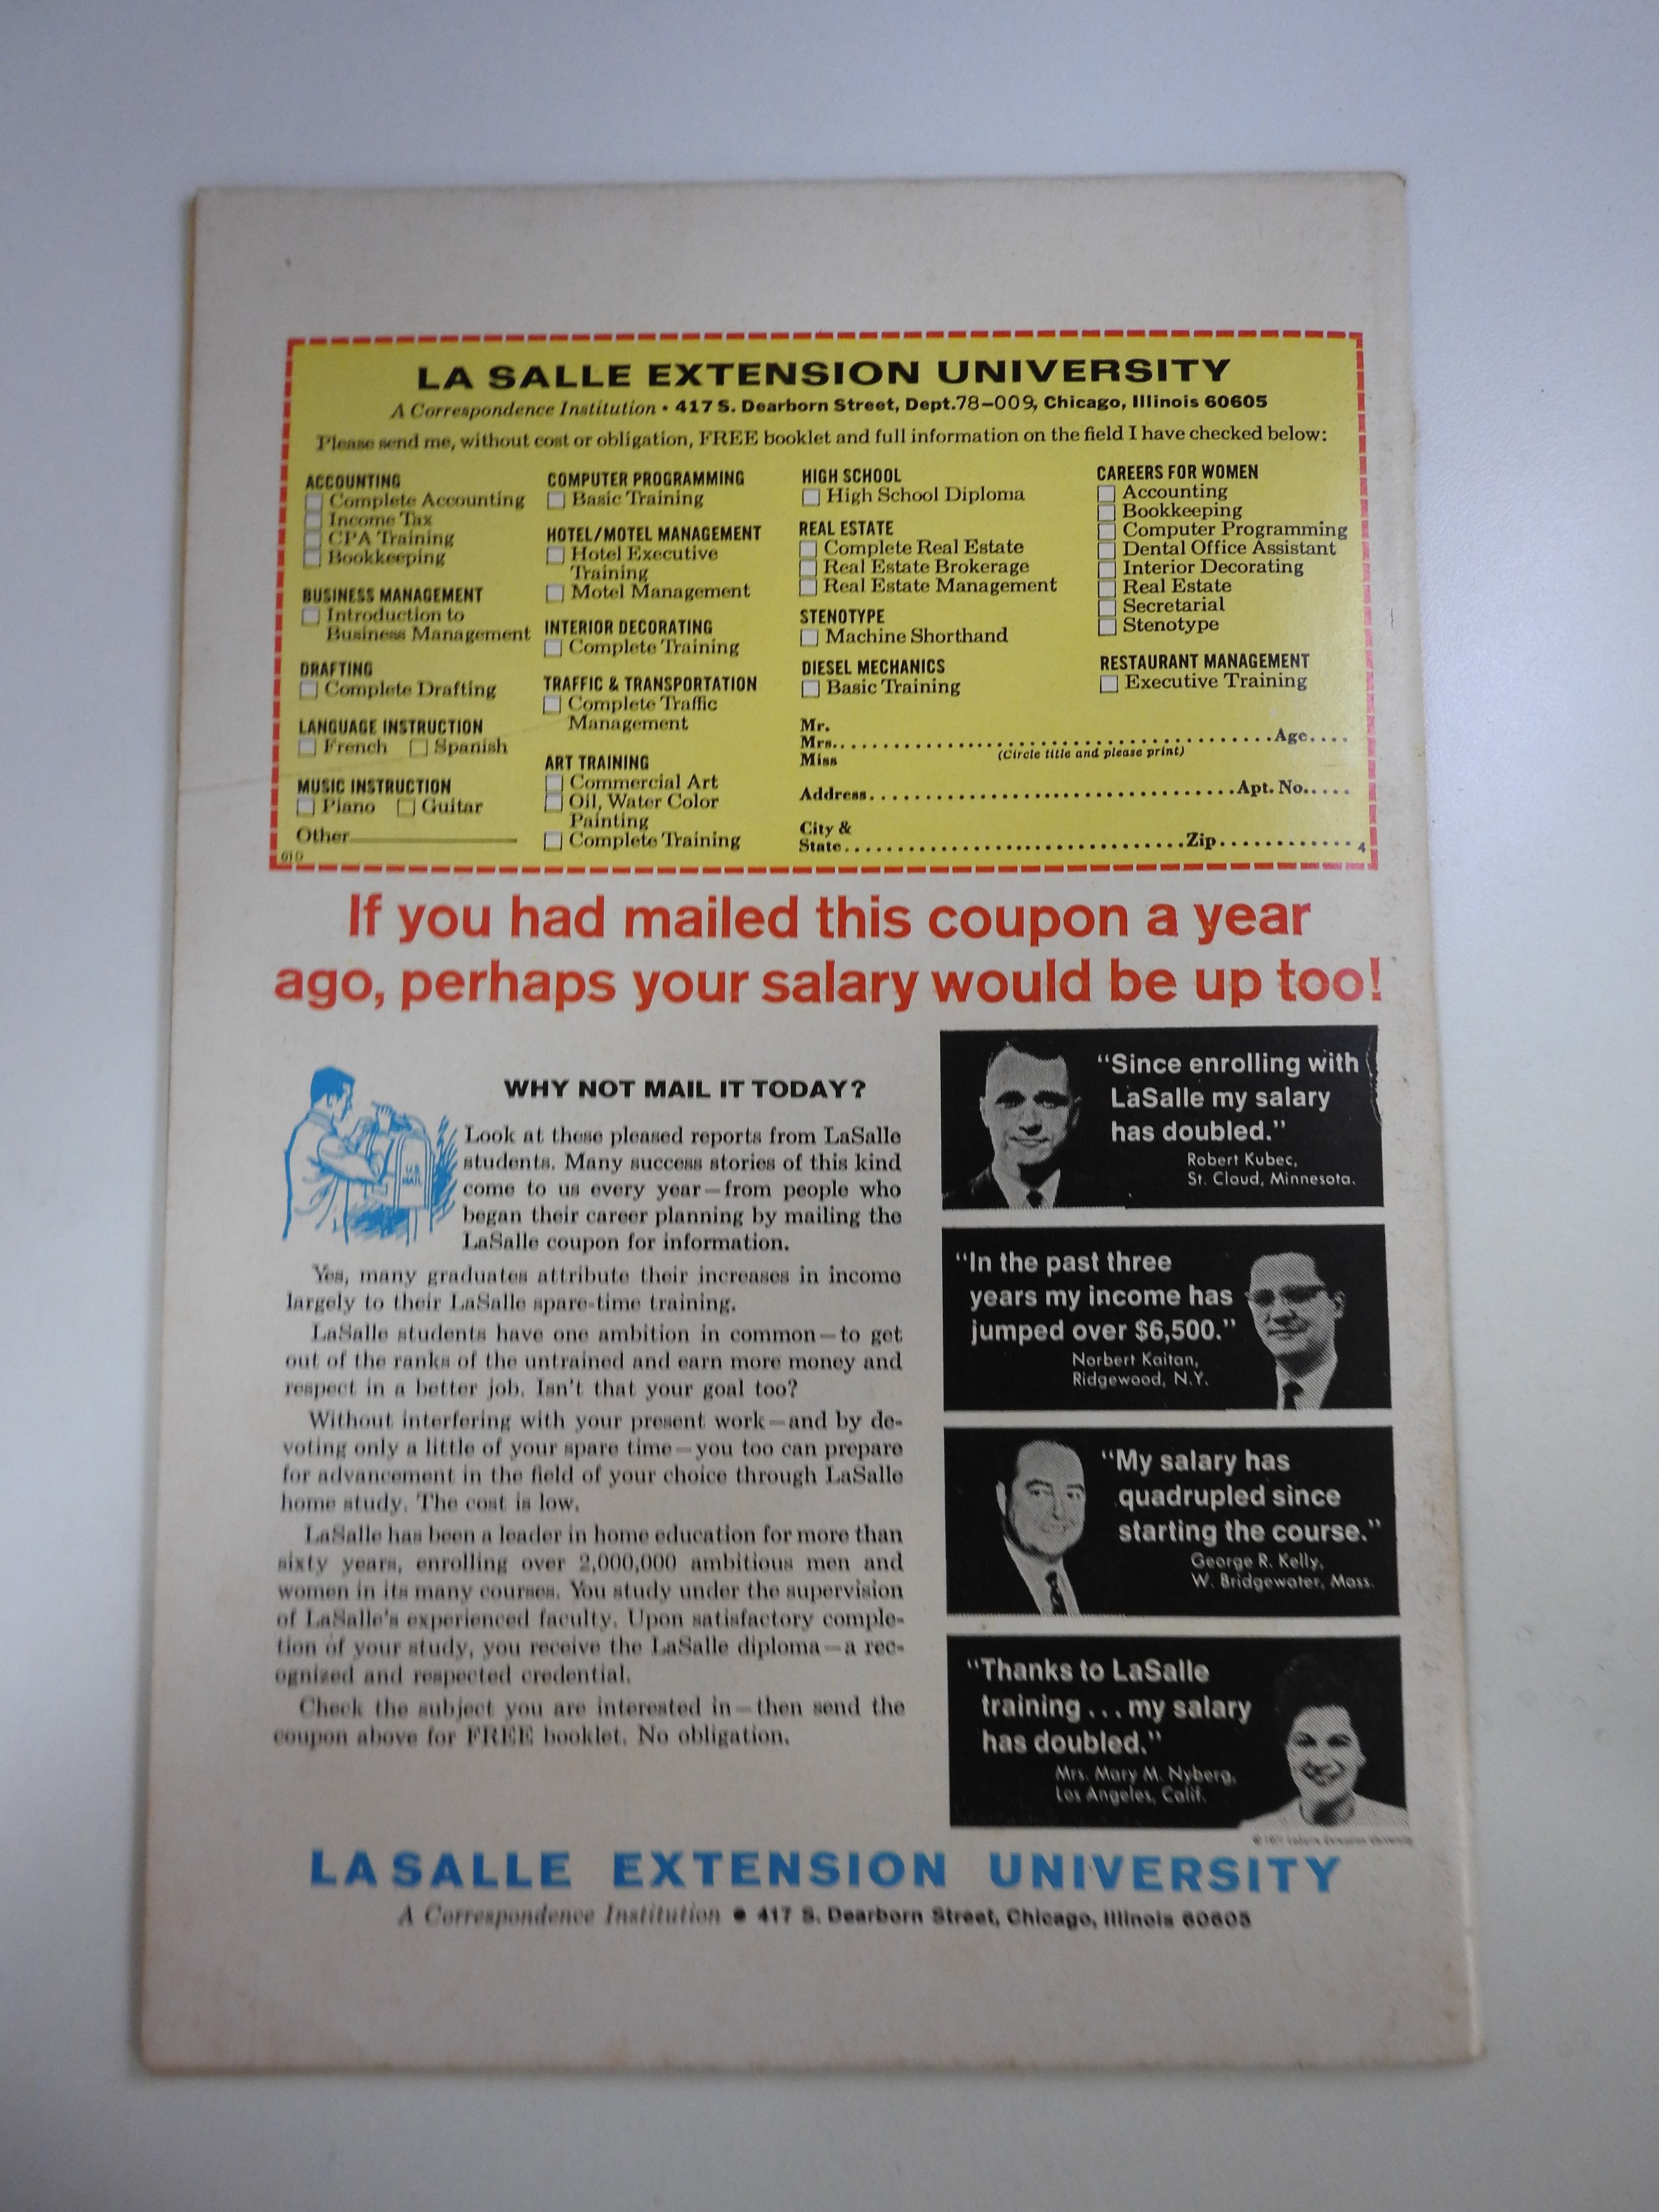 LA SALLE EXTENSION UNIVERSITY
A Correspondence Institution • 417 S. Dearborn Street, Dept.78-009, Chicago, Illinois 60605
Please send me, without cost or obligation, FREE booklet and full information on the field I have checked below:
ACCOUNTING
Complete Accounting
Income Tax
CPA Training
Bookkeeping
BUSINESS MANAGEMENT
Introduction to
Business Management
DRAFTING
Complete Drafting
LANGUAGE INSTRUCTION
French Spanish
MUSIC INSTRUCTION
Piano Guitar
Other
COMPUTER PROGRAMMING
Basic Training
HOTEL/MOTEL MANAGEMENT
Hotel Executive
Training
Motel Management
INTERIOR DECORATING
Complete Training
TRAFFIC & TRANSPORTATION
Complete Traffic
Management
ART TRAINING
Commercial Art
Oil, Water Color
Painting
Complete Training
HIGH SCHOOL
High School Diploma
REAL ESTATE
Complete Real Estate
Real Estate Brokerage
Real Estate Management
STENOTYPE
Machine Shorthand
DIESEL MECHANICS
Basic Training
CAREERS FOR WOMEN
Accounting
Bookkeeping
Computer Programming
Dental Office Assistant
Interior Decorating
Real Estate
Secretarial
Stenotype
RESTAURANT MANAGEMENT
Executive Training
Mr.
Mrs. Age
(Circle title and please print)
Miss
Address Apt. No.
City &
State Zip 4
If you had mailed this coupon a year
ago, perhaps your salary would be up too!
WHY NOT MAIL IT TODAY?
U.S.
MAIL
Look at these pleased reports from LaSalle
students. Many success stories of this kind
come to us every year—from people who
began their career planning by mailing the
LaSalle coupon for information.
Yes, many graduates attribute their increases in income
largely to their LaSalle spare-time training.
LaSalle students have one ambition in common—to get
out of the ranks of the untrained and earn more money and
respect in a better job. Isn't that your goal too?
Without interfering with your present work—and by de-
voting only a little of your spare time—you too can prepare
for advancement in the field of your choice through LaSalle
home study. The cost is low.
LaSalle has been a leader in home education for more than
sixty years, enrolling over 2,000,000 ambitious men and
women in its many courses. You study under the supervision
of LaSalle's experienced faculty. Upon satisfactory comple-
tion of your study, you receive the LaSalle diploma—a rec-
ognized and respected credential.
Check the subject you are interested in—then send the
coupon above for FREE booklet. No obligation.
"Since enrolling with
LaSalle my salary
has doubled."
Robert Kubec,
St. Cloud, Minnesota.
"In the past three
years my income has
jumped over $6,500."
Norbert Kaitan,
Ridgewood, N.Y.
"My salary has
quadrupled since
starting the course."
George R. Kelly,
W. Bridgewater, Mass.
"Thanks to LaSalle
training . . . my salary
has doubled."
Mrs. Mary M. Nyberg,
Los Angeles, Calif.
© 1971 LaSalle Extension University
LASALLE EXTENSION UNIVERSITY
A Correspondence Institution • 417 S. Dearborn Street, Chicago, Illinois 60605